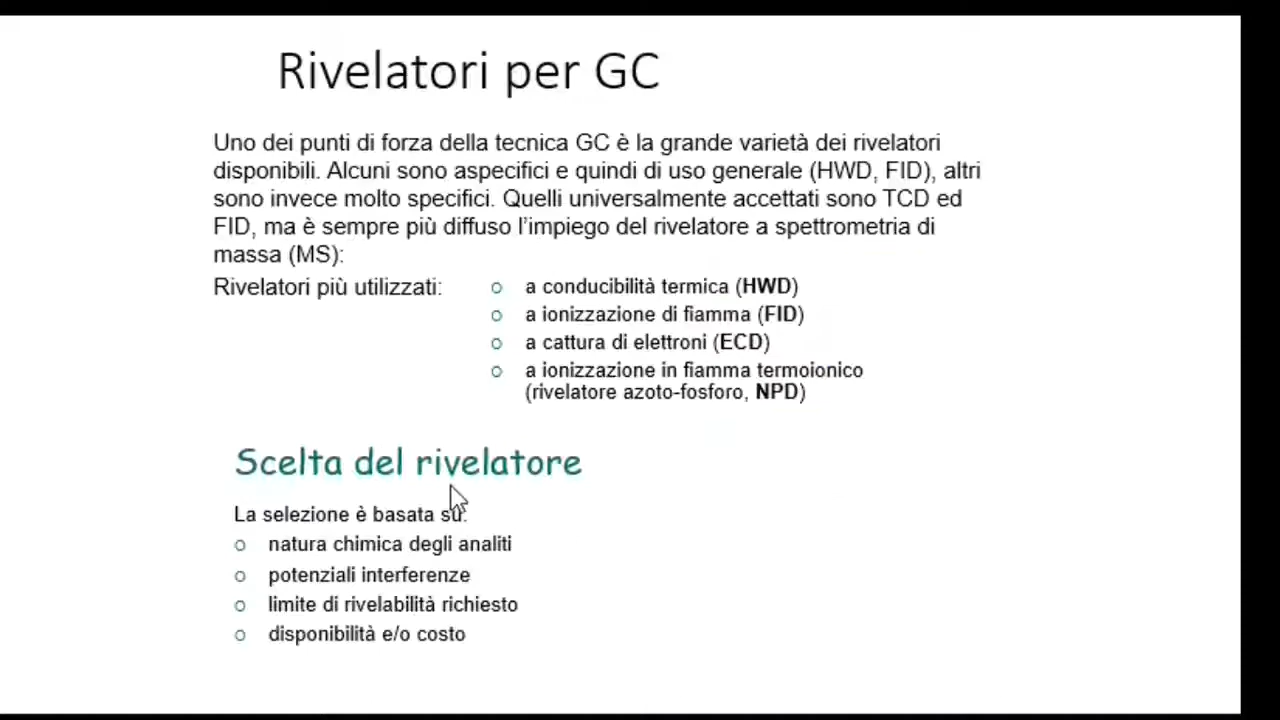 Rivelatori per GC
Uno dei punti di forza della tecnica GC è la grande varietà dei rivelatori
disponibili. Alcuni sono aspecifici e quindi di uso generale (HWD, FID), altri
sono invece molto specifici. Quelli universalmente accettati sono TCD ed
FID, ma è sempre più diffuso l'impiego del rivelatore a spettrometria di
massa (MS):
Rivelatori più utilizzati:
o a conducibilità termica (HWD)
o a ionizzazione di fiamma (FID)
o a cattura di elettroni (ECD)
o a ionizzazione in fiamma termoionico
(rivelatore azoto-fosforo, NPD)
Scelta del rivelatore
La selezione è basata su:
o natura chimica degli analiti
o potenziali interferenze
o limite di rivelabilità richiesto
o disponibilità e/o costo